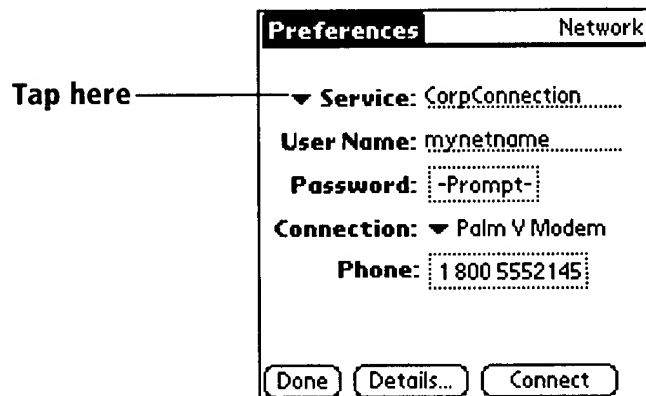 Preferences Network
Tap here
Service: CorpConnection
User Name: mynetname
Password: -Prompt-
Connection: Palm V Modem
Phone: 1 800 5552145
Done Details... Connect